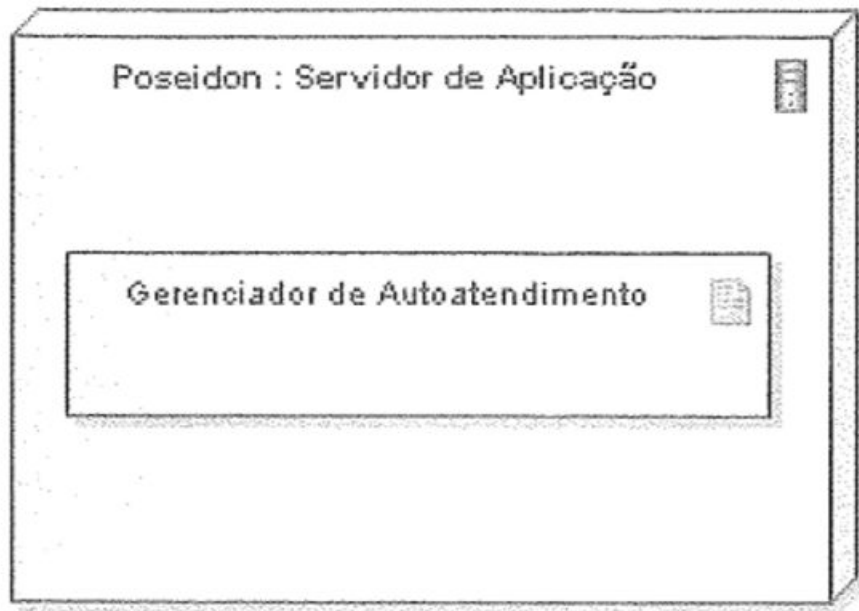 Poseidon : Servidor de Aplicação
Gerenciador de Autoatendimento